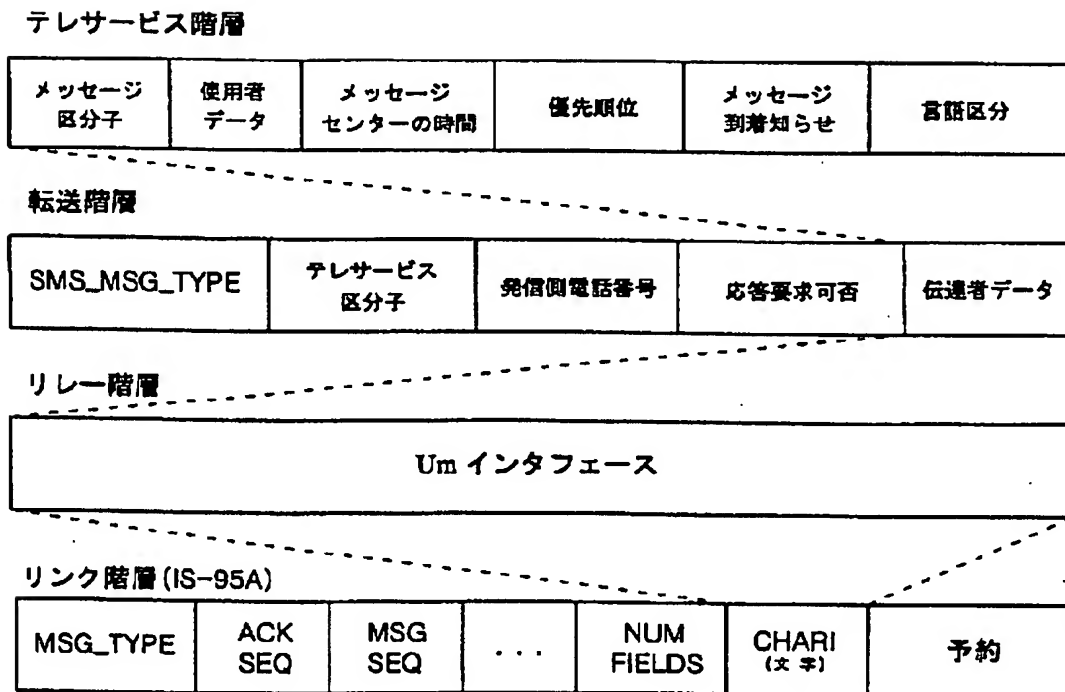 テレサービス階層
メッセージ
区分子
使用者
データ
メッセージ
センターの時間
優先順位
メッセージ
到着知らせ
言語区分
転送階層
SMS_MSG_TYPE
テレサービス
区分子
発信側電話番号
応答要求可否
伝達者データ
リレー階層
Um インタフェース
リンク階層(IS-95A)
MSG_TYPE
ACK
SEQ
MSG
SEQ
...
NUM
FIELDS
CHARI
(文字)
予約